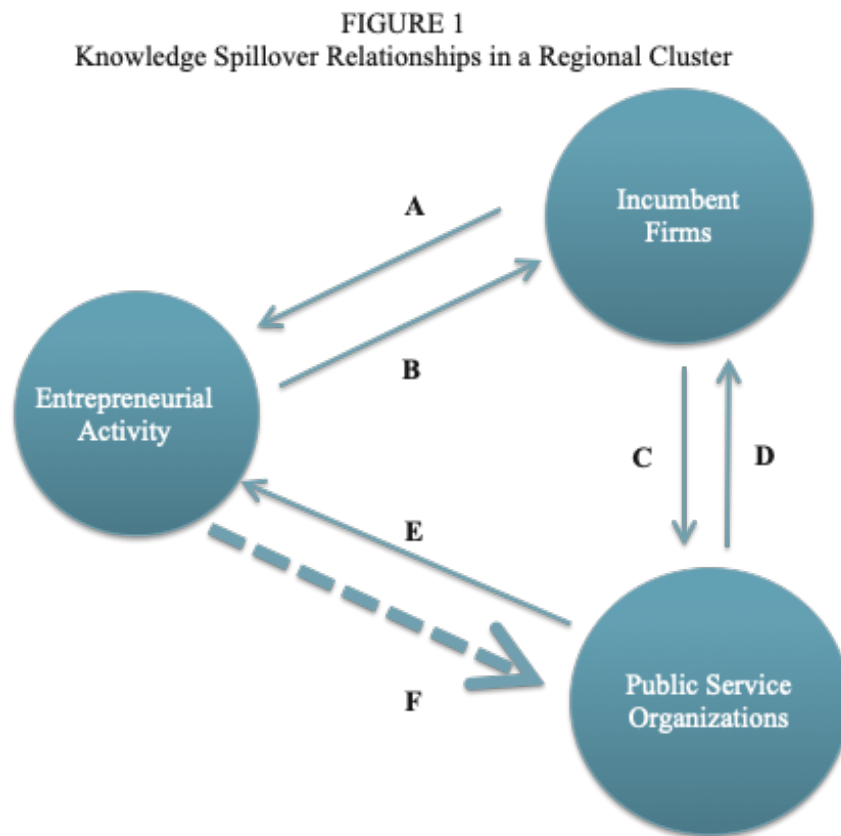 FIGURE 1
Knowledge Spillover Relationships in a Regional Cluster
Incumbent
Firms
A
B
Entrepreneurial
Activity
C
D
E
F
Public Service
Organizations